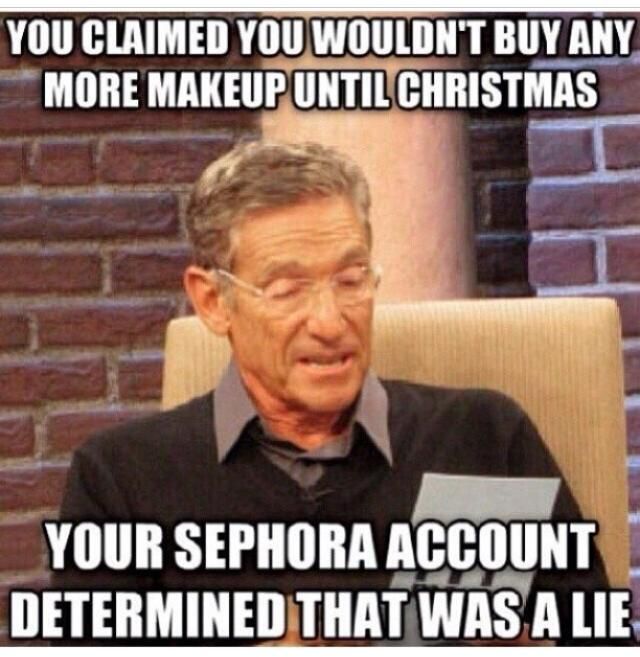 YOU CLAIMED YOU WOULDN'T BUY ANY
MORE MAKEUP UNTIL CHRISTMAS
YOUR SEPHORA ACCOUNT
DETERMINED THAT WAS A LIE